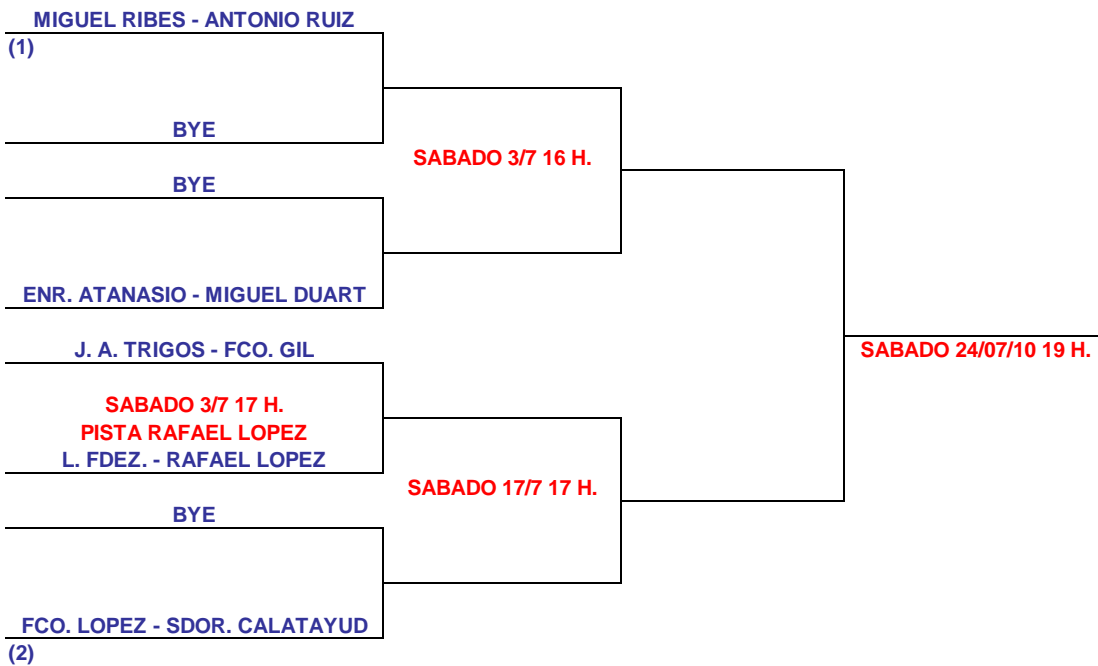 MIGUEL RIBES - ANTONIO RUIZ
(1)
BYE
SABADO 3/7 16 H.
BYE
ENR. ATANASIO - MIGUEL DUART
J. A. TRIGOS - FCO. GIL
SABADO 24/07/10 19 H.
SABADO 3/7 17 H.
PISTA RAFAEL LOPEZ
L. FDEZ. - RAFAEL LOPEZ
SABADO 17/7 17 H.
BYE
FCO. LOPEZ - SDOR. CALATAYUD
(2)